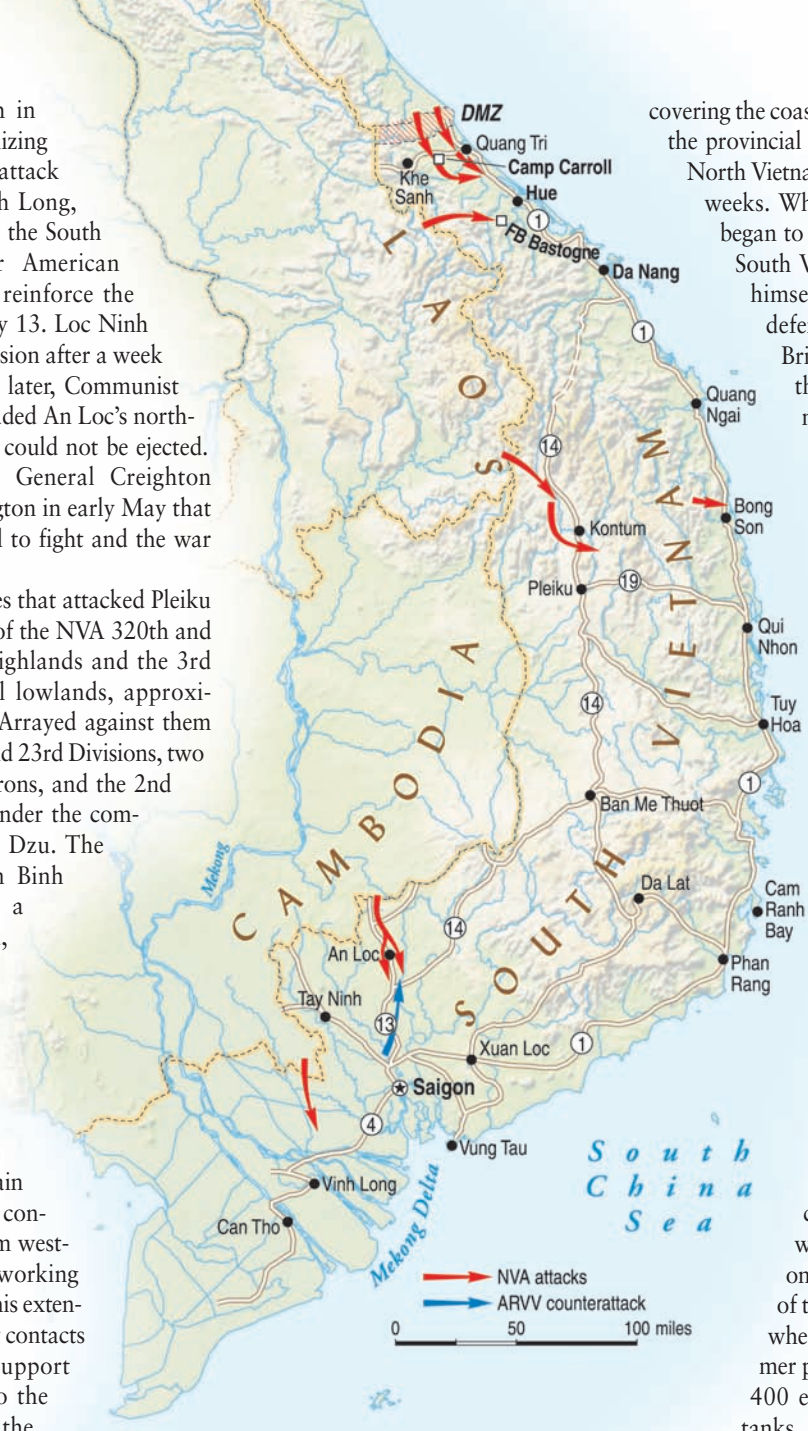 n in
izing
attack
h Long,
the South
r American
reinforce the
y 13. Loc Ninh
sion after a week
later, Communist
ded An Loc's north-
could not be ejected.
General Creighton
gton in early May that
l to fight and the war
es that attacked Pleiku
of the NVA 320th and
ighlands and the 3rd
l lowlands, approxi-
Arrayed against them
d 23rd Divisions, two
rons, and the 2nd
nder the com-
Dzu. The
n Binh
a
,
ain
con-
m west-
working
his exten-
contacts
upport
o the
the
DMZ
Quang Tri
Khe
Sanh
Camp Carroll
Hue
1
FB Bastogne
Da Nang
LAOS
1
Quang
Ngai
14
Bong
Son
Kontum
Pleiku
19
Qui
Nhon
Tuy
Hoa
14
CAMBODIA
SOUTH VIETNAM
1
Ban Me Thuot
Mekong
Da Lat
Cam
Ranh
Bay
14
An Loc
Phan
Rang
Tay Ninh
13
Xuan Loc
1
Saigon
4
Vung Tau
South
China
Sea
Vinh Long
Can Tho
Mekong Delta
NVA attacks
ARVV counterattack
0 50 100 miles
covering the coas
the provincial
North Vietna
weeks. Wh
began to
South V
himse
defe
Bri
th
r
c
w
on
of t
whe
mer p
400 e
tanks